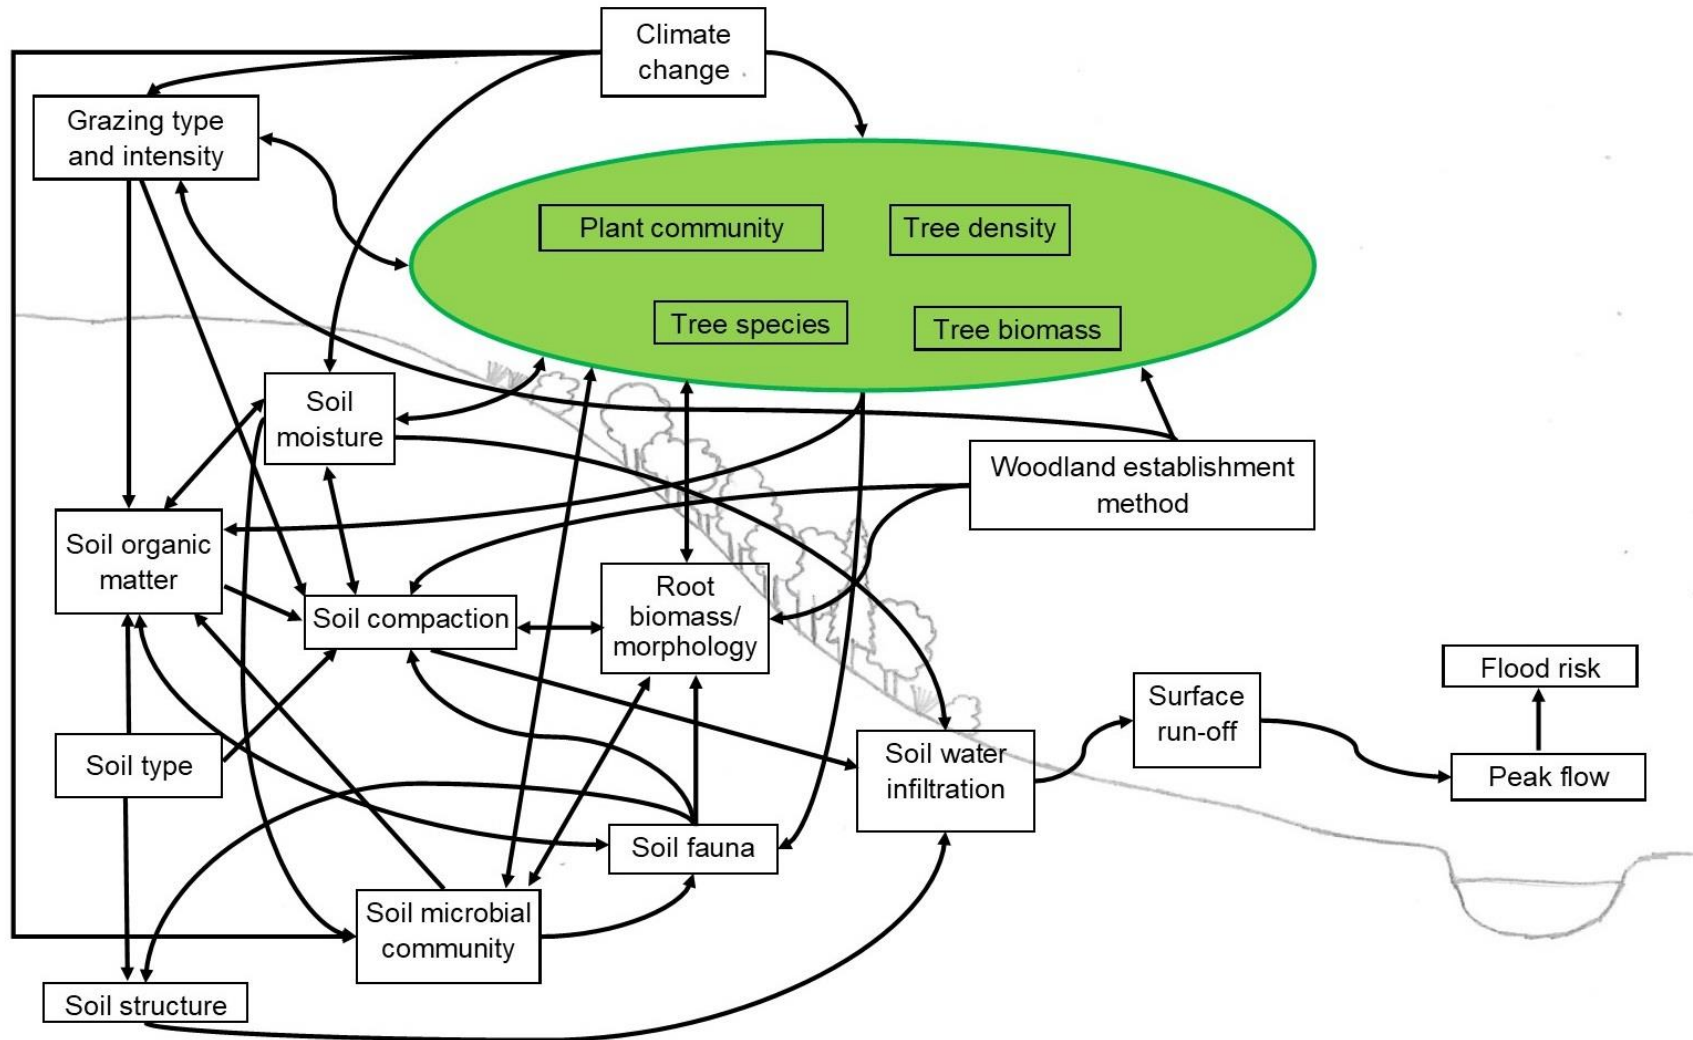 Climate
change
Grazing type
and intensity
Plant community
Tree density
Tree species
Tree biomass
Soil
moisture
Woodland establishment
method
Soil organic
matter
Soil compaction
Root
biomass/
morphology
Flood risk
Surface
run-off
Soil type
Soil water
infiltration
Peak flow
Soil fauna
Soil microbial
community
Soil structure